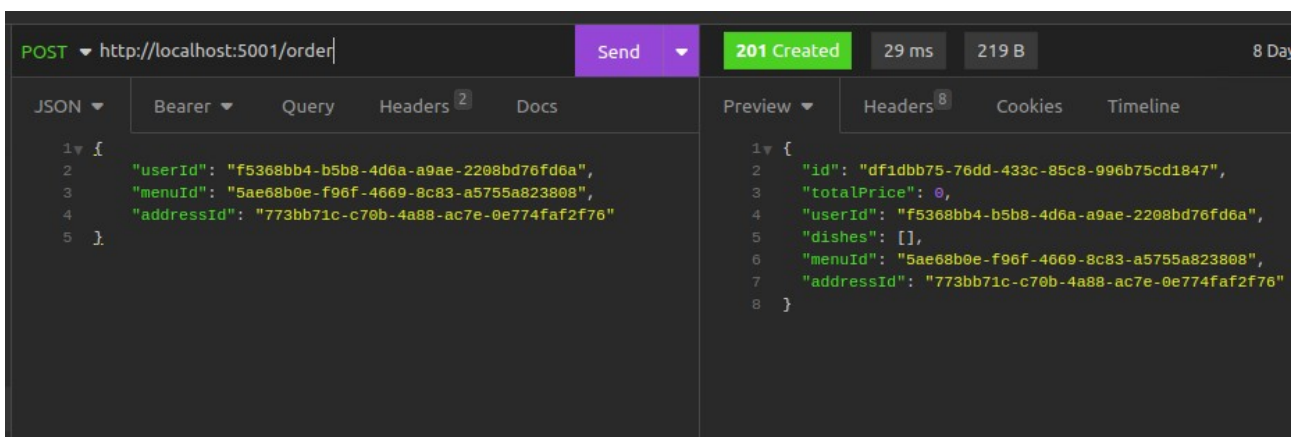 POST http://localhost:5001/order Send 201 Created 29 ms 219 B 8 Day
JSON Bearer Query Headers 2 Docs Preview Headers 8 Cookies Timeline
1 {
2 "userId": "f5368bb4-b5b8-4d6a-a9ae-2208bd76fd6a",
3 "menuId": "5ae68b0e-f96f-4669-8c83-a5755a823808",
4 "addressId": "773bb71c-c70b-4a88-ac7e-0e774faf2f76"
5 }
1 {
2 "id": "df1dbb75-76dd-433c-85c8-996b75cd1847",
3 "totalPrice": 0,
4 "userId": "f5368bb4-b5b8-4d6a-a9ae-2208bd76fd6a",
5 "dishes": [],
6 "menuId": "5ae68b0e-f96f-4669-8c83-a5755a823808",
7 "addressId": "773bb71c-c70b-4a88-ac7e-0e774faf2f76"
8 }